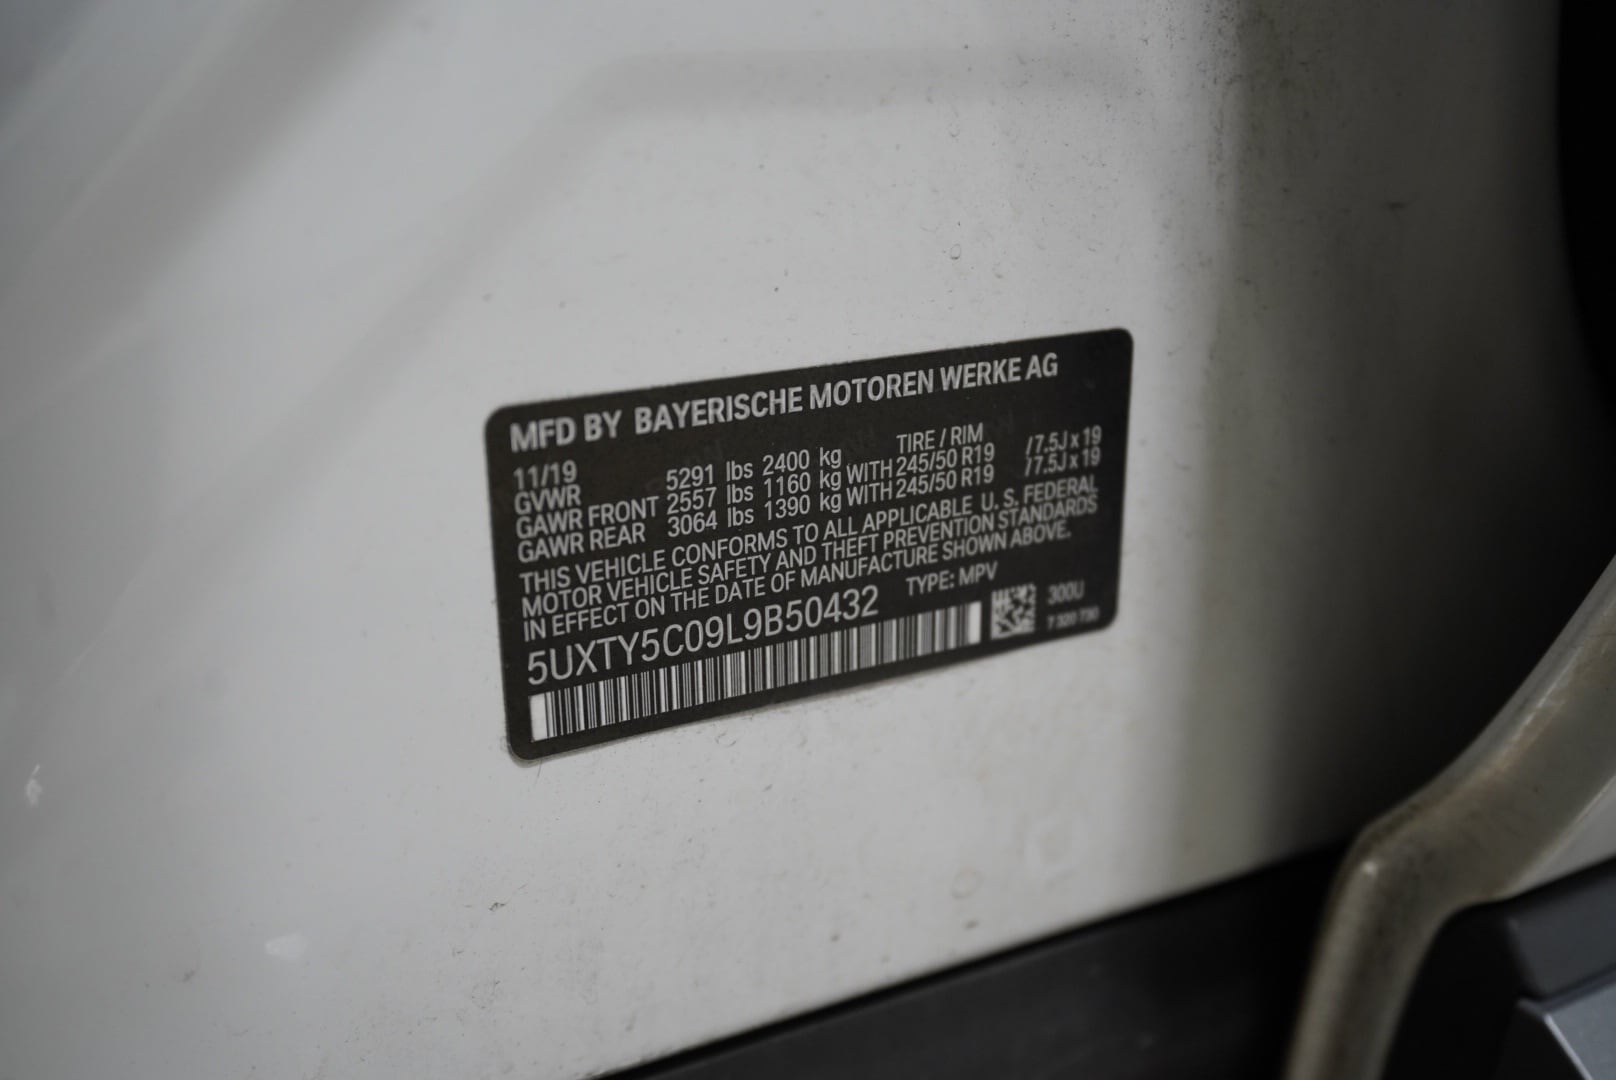 MFD BY BAYERISCHE MOTOREN WERKE AG
11/19 TIRE / RIM
GVWR 5291 lbs 2400 kg
GAWR FRONT 2557 lbs 1160 kg WITH 245/50 R19 /7.5J x 19
GAWR REAR 3064 lbs 1390 kg WITH 245/50 R19 /7.5J x 19
THIS VEHICLE CONFORMS TO ALL APPLICABLE U. S. FEDERAL
MOTOR VEHICLE SAFETY AND THEFT PREVENTION STANDARDS
IN EFFECT ON THE DATE OF MANUFACTURE SHOWN ABOVE.
5UXTY5C09L9B50432 TYPE: MPV
300U
7 320 730